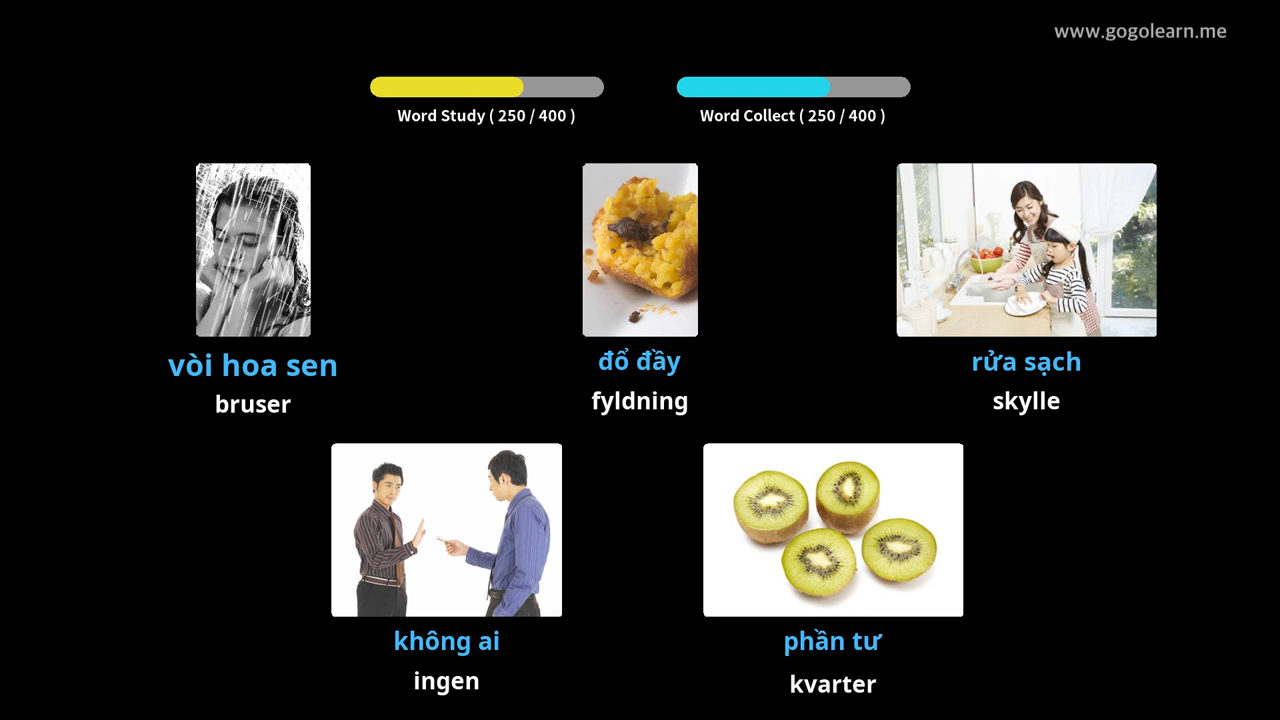 www.gogolearn.me
Word Study ( 250 / 400 )
Word Collect ( 250 / 400 )
vòi hoa sen
bruser
đổ đầy
fyldning
rửa sạch
skylle
không ai
ingen
phần tư
kvarter